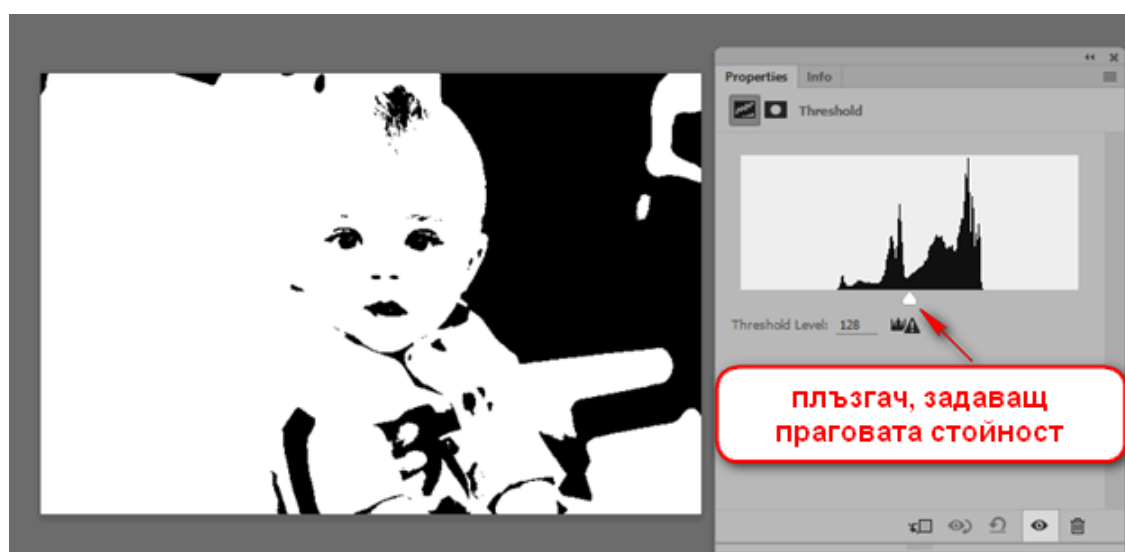 Properties Info
Threshold
Threshold Level: 128
плъзгач, задаващ
праговата стойност